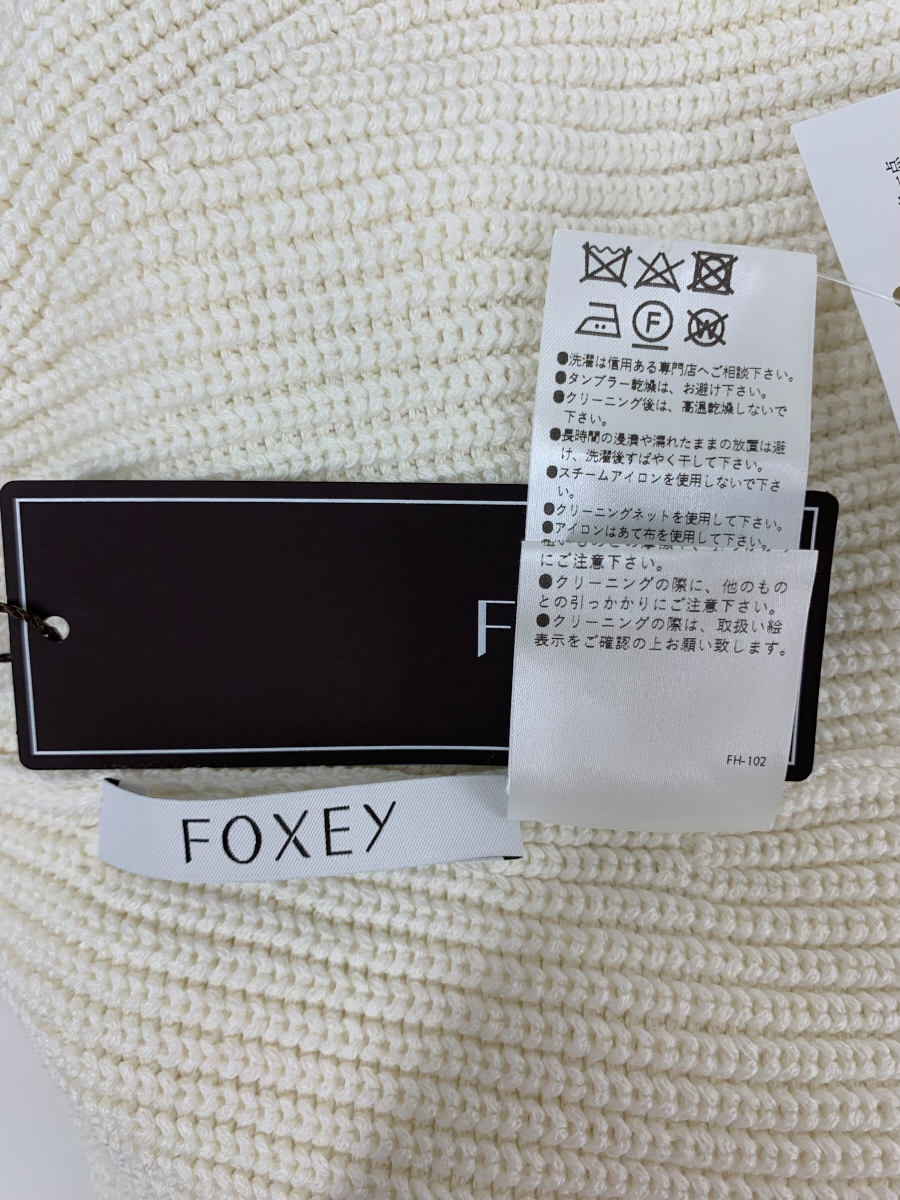 F
W
●洗濯は信用ある専門店へご相談下さい。
●タンブラー乾燥は、お避け下さい。
●クリーニング後は、高温乾燥しないで
下さい。
●長時間の浸漬や濡れたままの放置は避
け、洗濯後すばやく干して下さい。
●スチームアイロンを使用しないで下さ
い。
●クリーニングネットを使用して下さい。
●アイロンはあて布を使用して下さい。
にご注意下さい。
●クリーニングの際に、他のもの
との引っかかりにご注意下さい。
●クリーニングの際は、取扱い絵
表示をご確認の上お願い致します。
FH-102
F
FOXEY